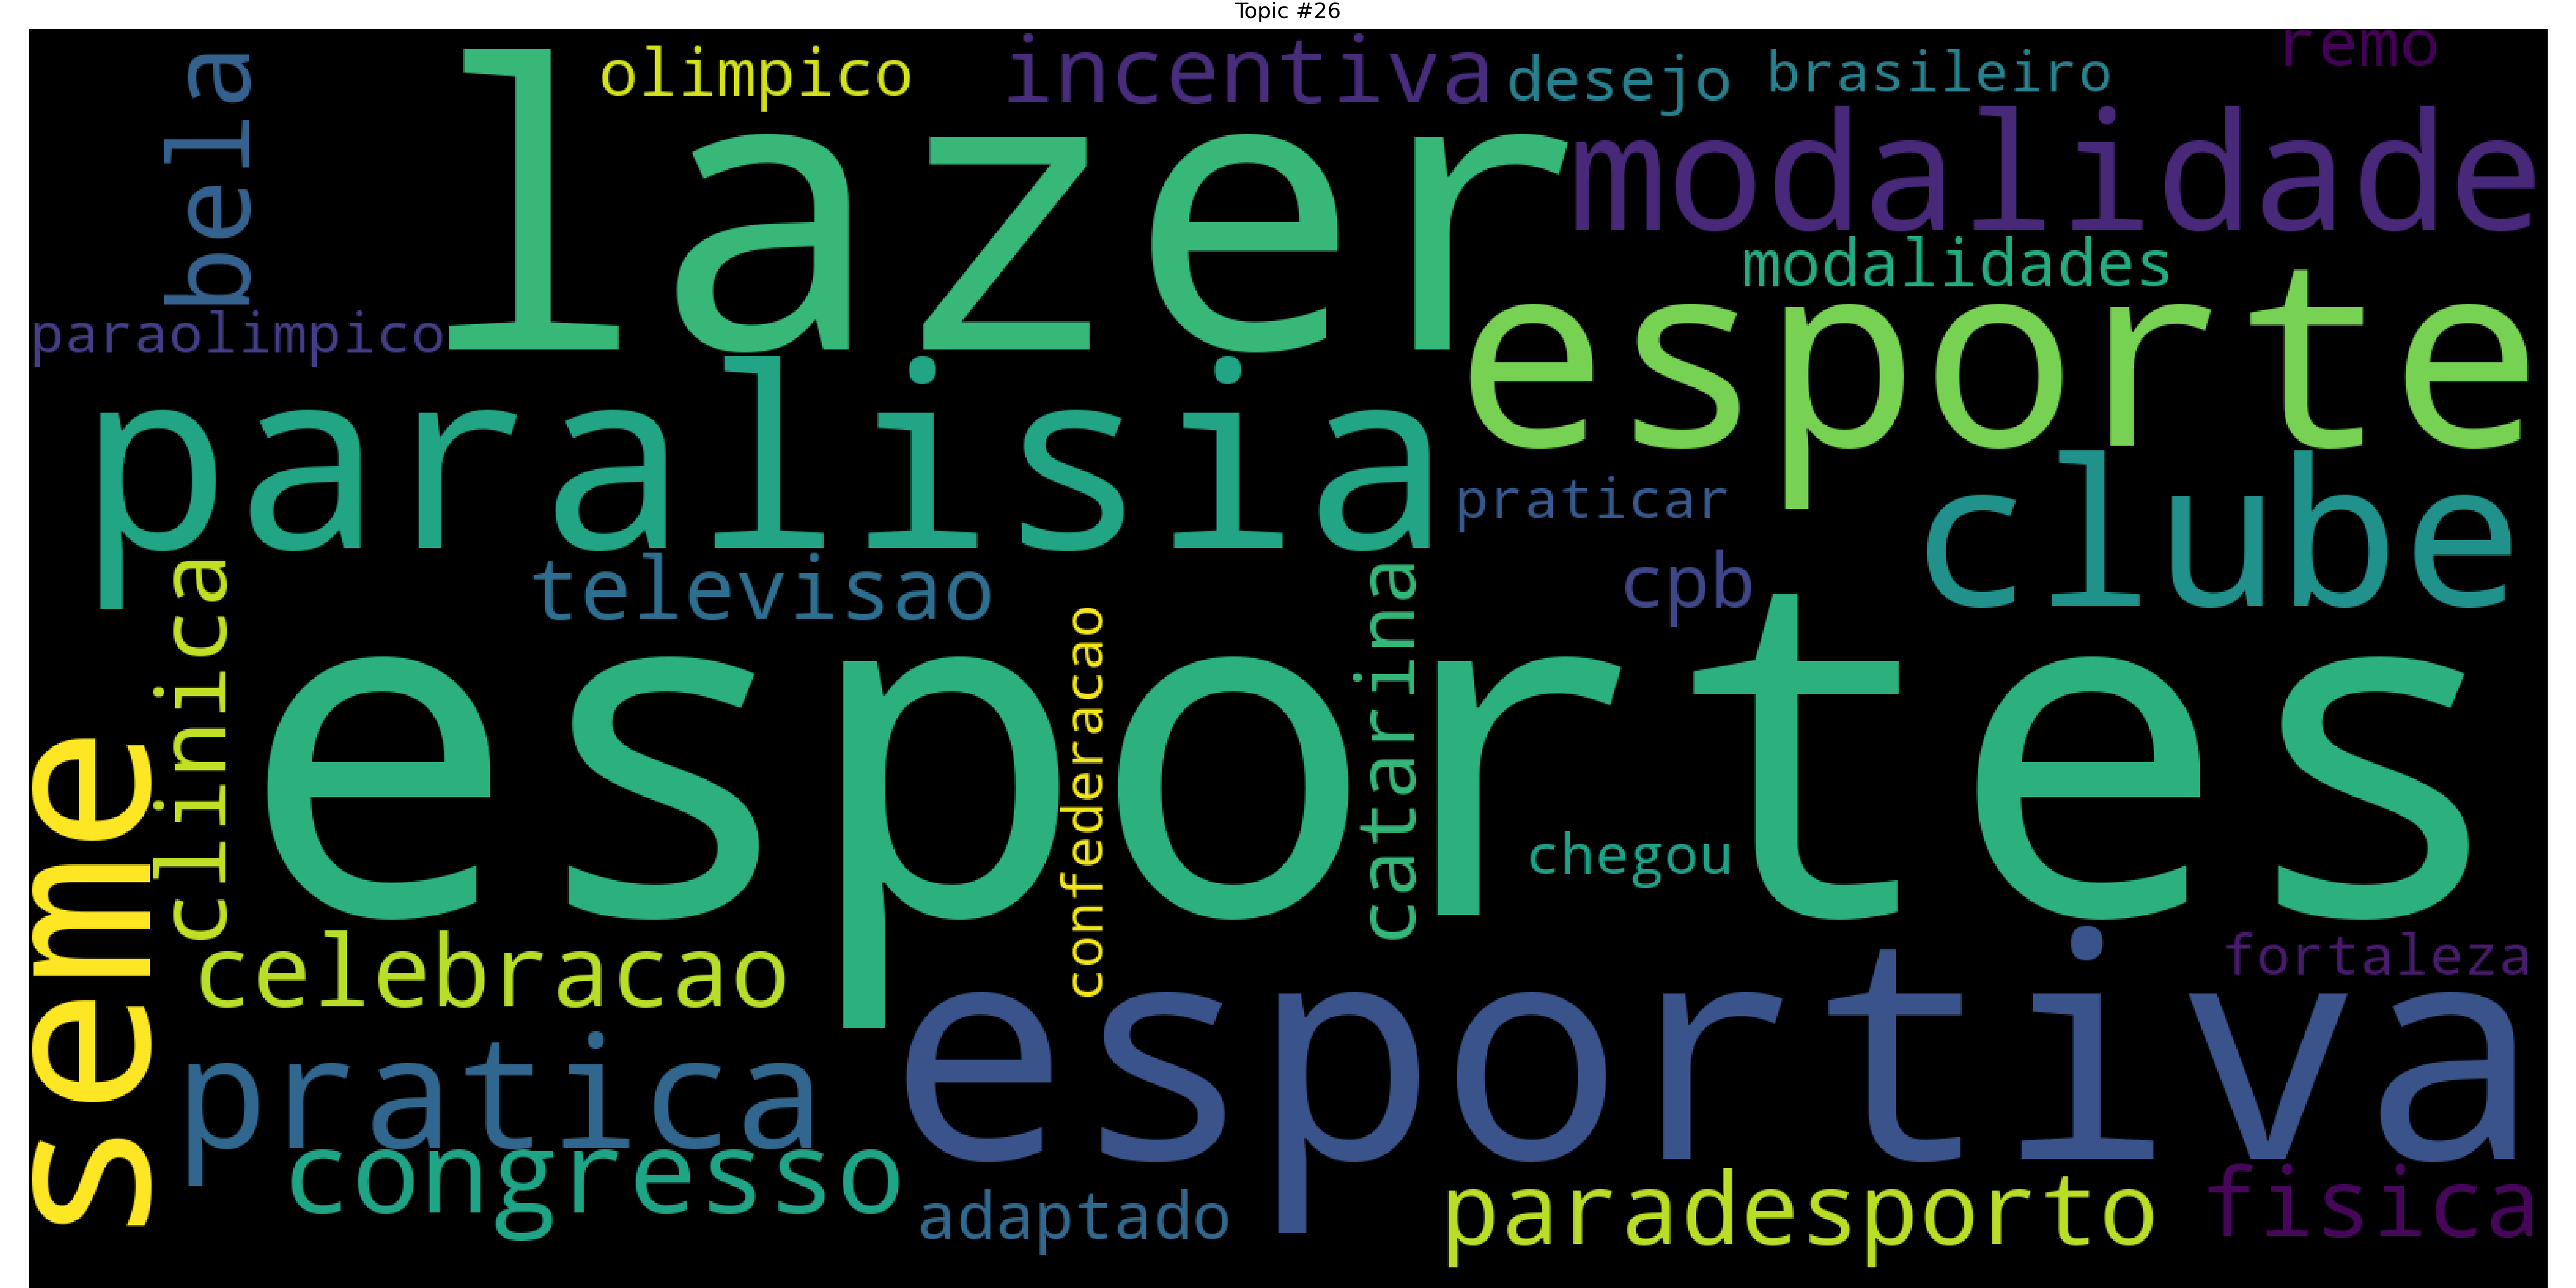 Topic #26
olimpico
incentiva
desejo
brasileiro
remo
bela
lazer
modalidade
modalidades
paraolimpico
esporte
paralisia
praticar
clube
televisao
cpb
clinica
confederacao
catarina
esportes
chegou
seme
celebracao
fortaleza
pratica
esportiva
congresso
adaptado
paradesporto
fisica